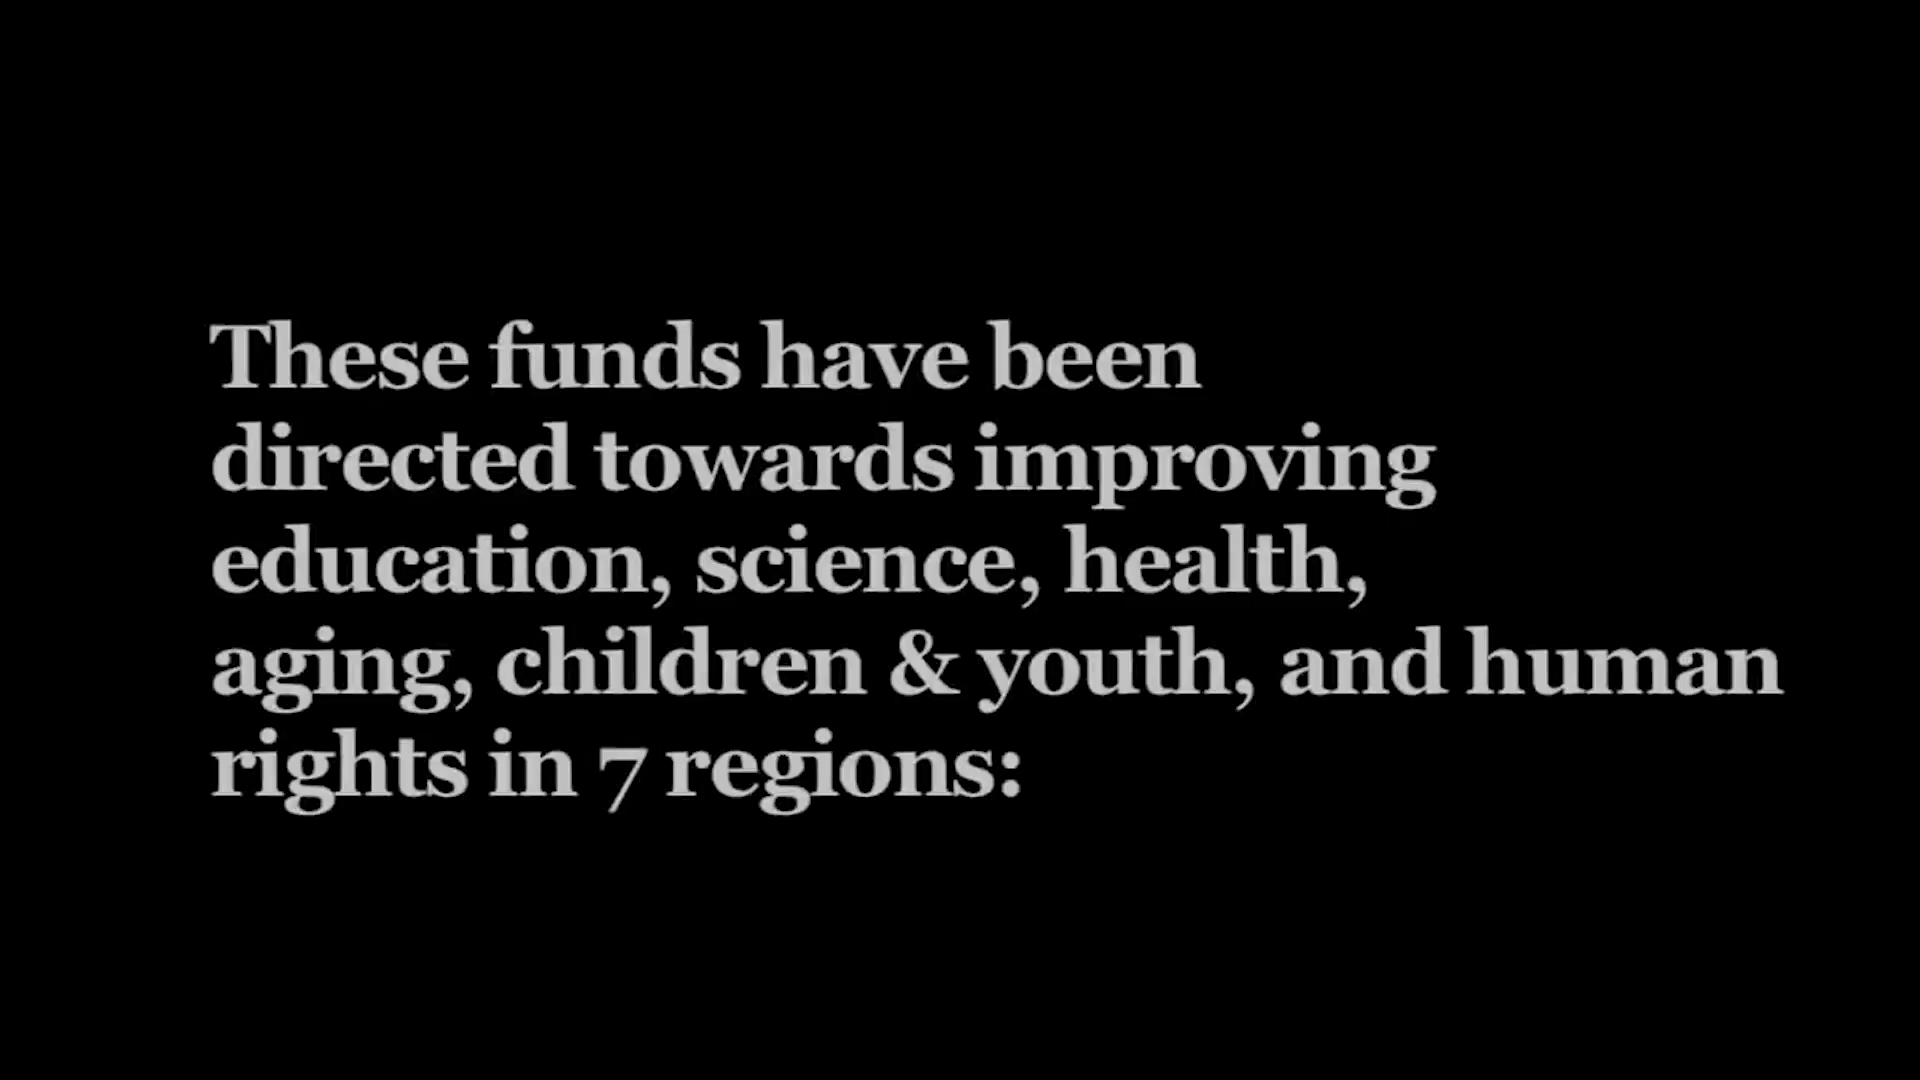 These funds have been
directed towards improving
education, science, health,
aging, children & youth, and human
rights in 7 regions: